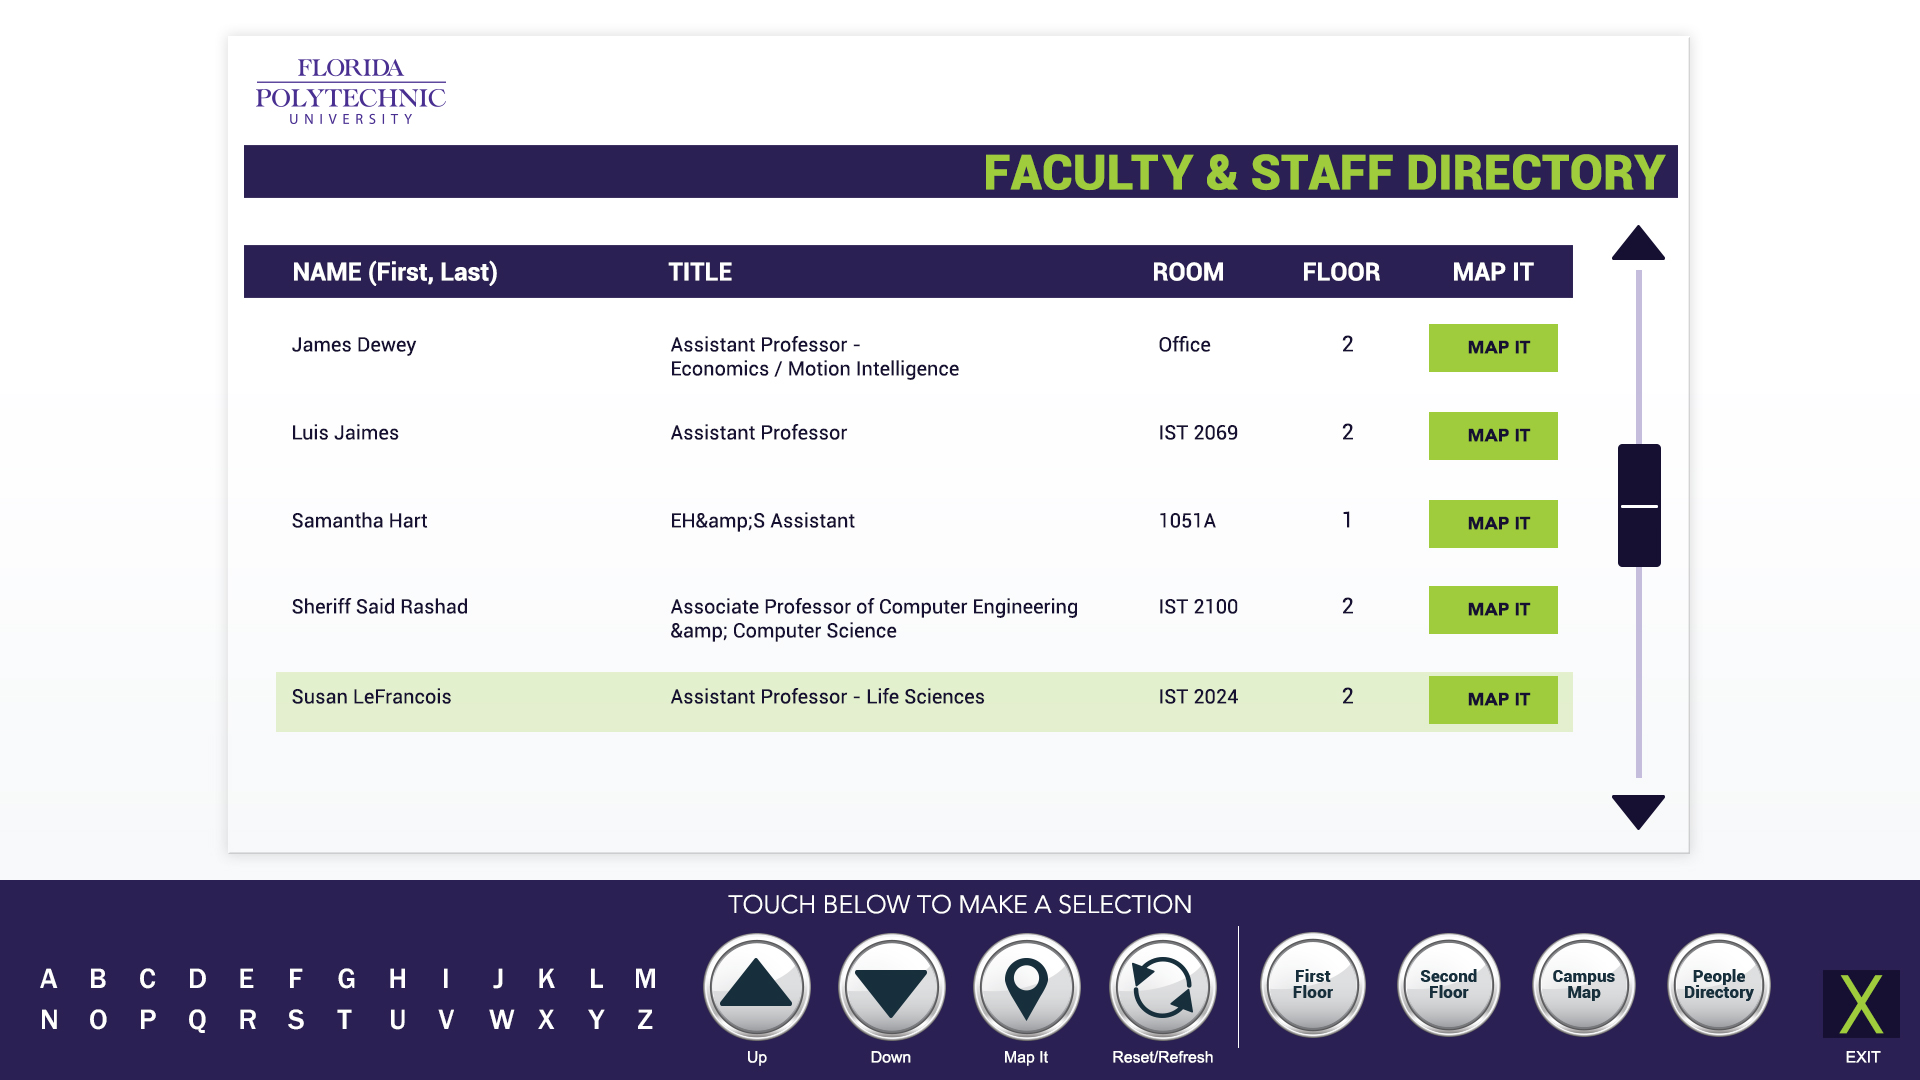 FLORIDA
POLYTECHNIC
UNIVERSITY
FACULTY & STAFF DIRECTORY
NAME (First, Last) TITLE ROOM FLOOR MAP IT
James Dewey Assistant Professor - Office 2 MAP IT
Economics / Motion Intelligence
Luis Jaimes Assistant Professor IST 2069 2 MAP IT
Samantha Hart EH&amp;S Assistant 1051A 1 MAP IT
Sheriff Said Rashad Associate Professor of Computer Engineering IST 2100 2 MAP IT
&amp; Computer Science
Susan LeFrancois Assistant Professor - Life Sciences IST 2024 2 MAP IT
TOUCH BELOW TO MAKE A SELECTION
A B C D E F G H I J K L M
N O P Q R S T U V W X Y Z
Up Down Map It Reset/Refresh
First
Floor
Second
Floor
Campus
Map
People
Directory
X
EXIT